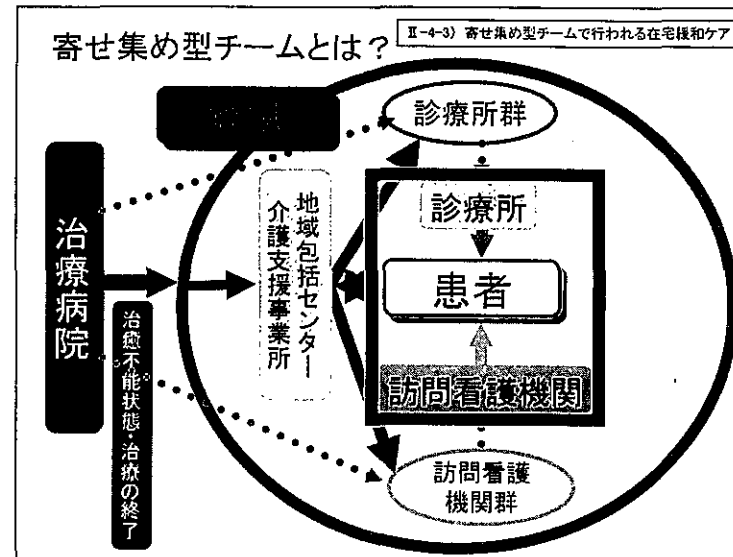 寄せ集め型チームとは?
Ⅱ-4-3) 寄せ集め型チームで行われる在宅緩和ケア
診療所群
治療病院
治癒不能状態・治療の終了
地域包括センター
介護支援事業所
診療所
患者
訪問看護機関
訪問看護
機関群